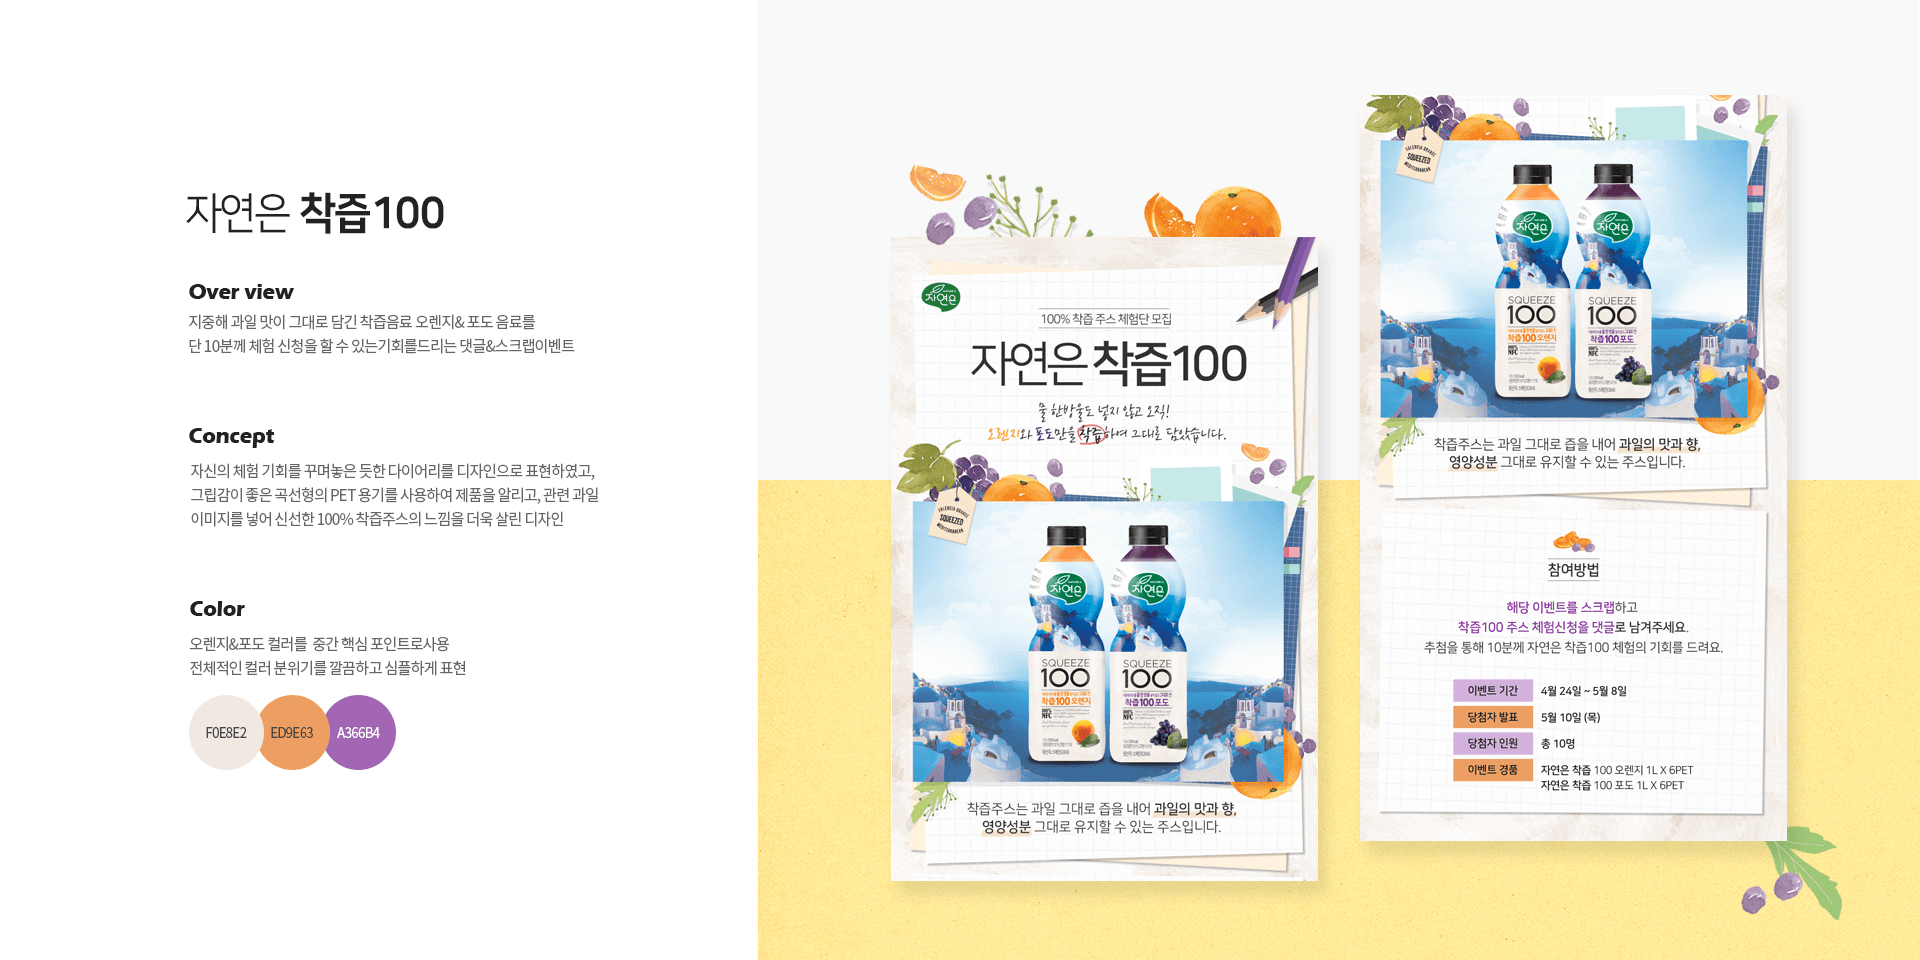 자연은 착즙100
Over view
지중해 과일 맛이 그대로 담긴 착즙음료 오렌지& 포도 음료를
단 10분께 체험 신청을 할 수 있는기회를드리는 댓글&스크랩이벤트
Concept
자신의 체험 기회를 꾸며놓은 듯한 다이어리를 디자인으로 표현하였고,
그립감이 좋은 곡선형의 PET 용기를 사용하여 제품을 알리고, 관련 과일
이미지를 넣어 신선한 100% 착즙주스의 느낌을 더욱 살린 디자인
Color
오렌지&포도 컬러를 중간 핵심 포인트로사용
전체적인 컬러 분위기를 깔끔하고 심플하게 표현
F0E8E2 ED9E63 A366B4
자연은
100% 착즙 주스 체험단 모집
자연은 착즙100
물 한방울도 넣지 않고 오직!
오렌지와 포도만을 착즙하여 그대로 담았습니다.
VALENCIA ORANGE
SQUEEZED
MEDITERRANEAN
자연은
자연은
SQUEEZE
100
착즙100 오렌지
100%
NFC
SQUEEZE
100
착즙100 포도
100%
NFC
착즙주스는 과일 그대로 즙을 내어 과일의 맛과 향,
영양성분 그대로 유지할 수 있는 주스입니다.
VALENCIA ORANGE
SQUEEZED
MEDITERRANEAN
자연은
자연은
SQUEEZE
100
착즙100 오렌지
100%
NFC
SQUEEZE
100
착즙100 포도
100%
NFC
착즙주스는 과일 그대로 즙을 내어 과일의 맛과 향,
영양성분 그대로 유지할 수 있는 주스입니다.
참여방법
해당 이벤트를 스크랩하고
착즙100 주스 체험신청을 댓글로 남겨주세요.
추첨을 통해 10분께 자연은 착즙100 체험의 기회를 드려요.
이벤트 기간 4월 24일 ~ 5월 8일
당첨자 발표 5월 10일 (목)
당첨자 인원 총 10명
이벤트 경품 자연은 착즙 100 오렌지 1L X 6PET
자연은 착즙 100 포도 1L X 6PET